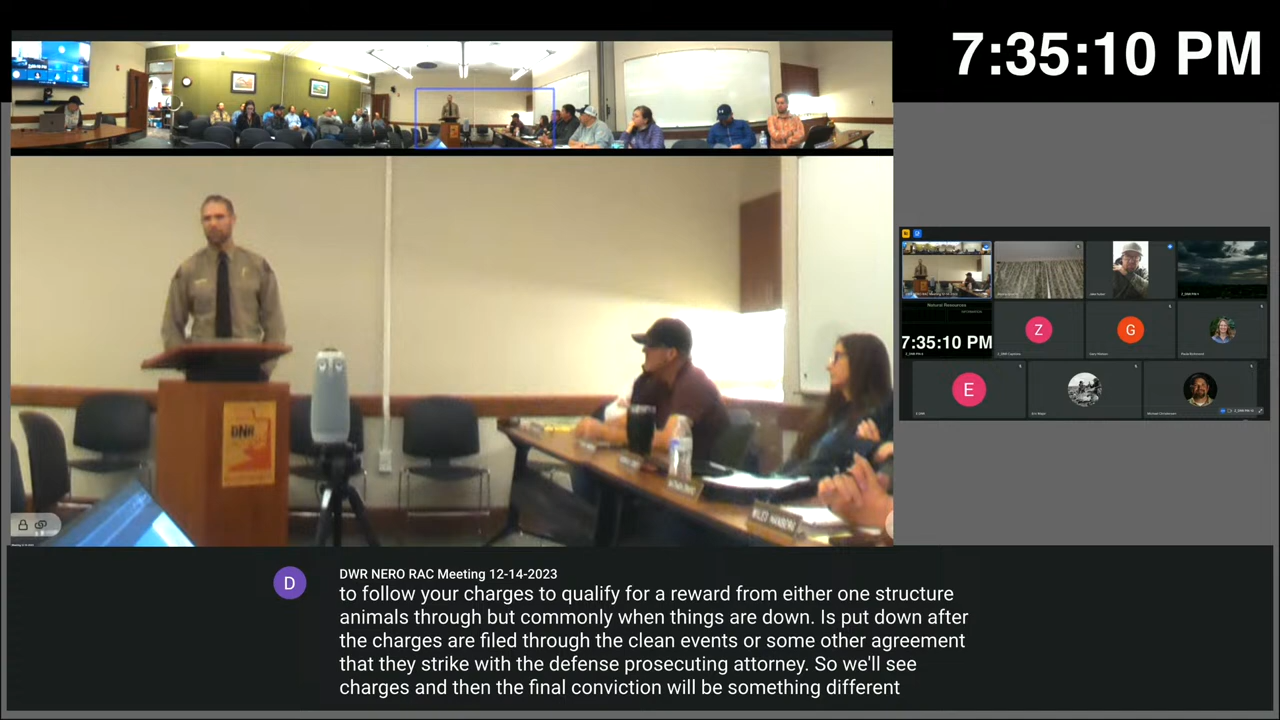 7:35:10 PM
Natural Resources
7:35:10 PM
Z
G
E
DNR
D
DWR NERO RAC Meeting 12-14-2023
to follow your charges to qualify for a reward from either one structure
animals through but commonly when things are down. Is put down after
the charges are filed through the clean events or some other agreement
that they strike with the defense prosecuting attorney. So we'll see
charges and then the final conviction will be something different